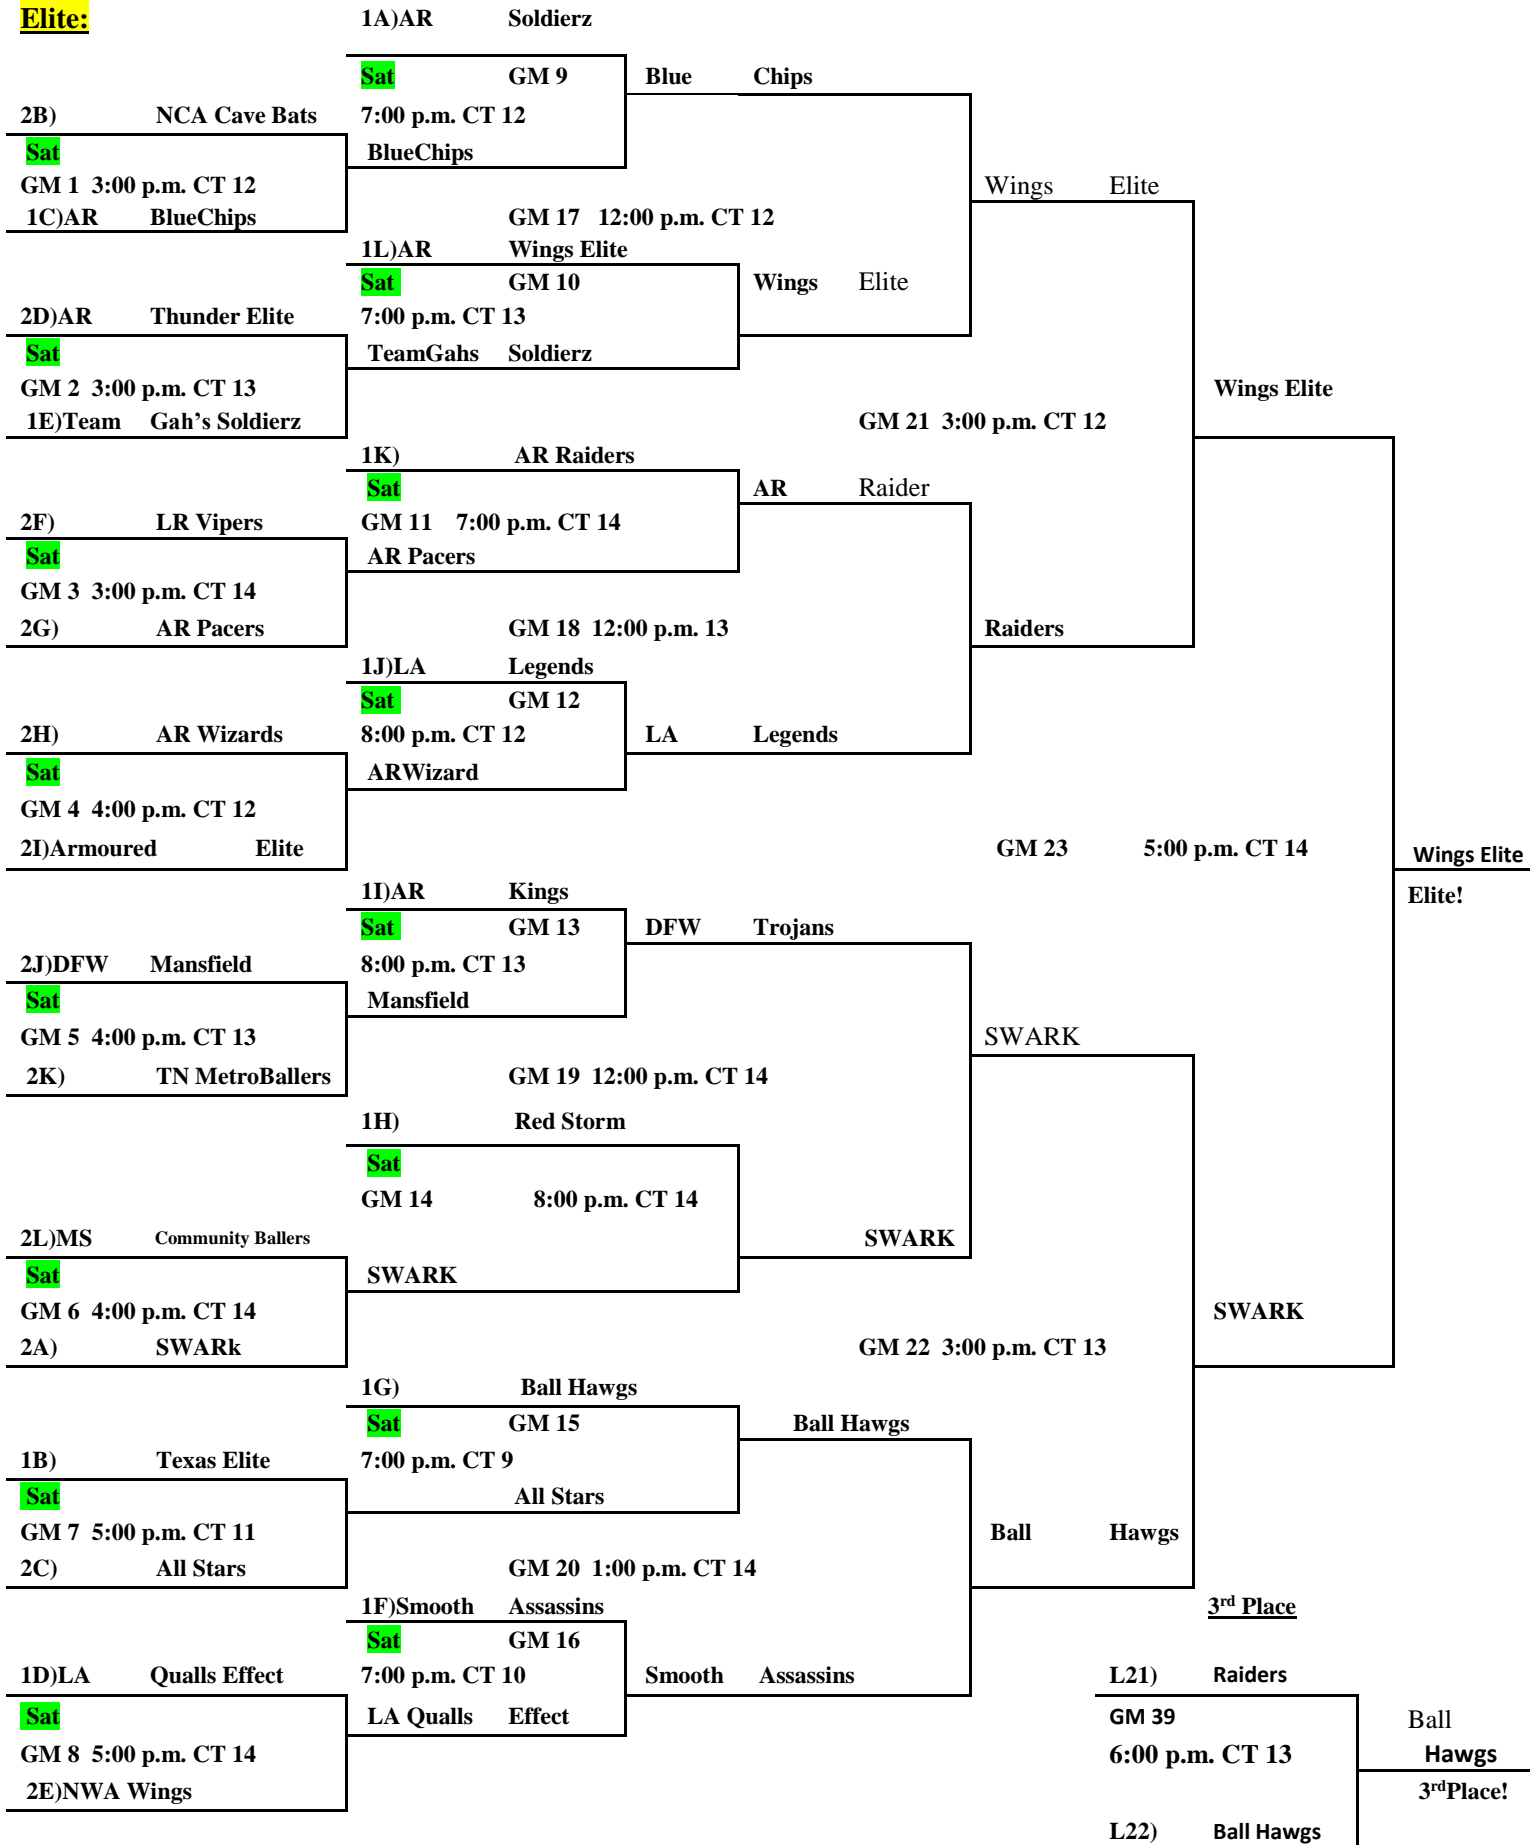 Elite:
1A)AR Soldierz
Sat GM 9 Blue Chips
2B) NCA Cave Bats 7:00 p.m. CT 12
Sat BlueChips
GM 1 3:00 p.m. CT 12 Wings Elite
1C)AR BlueChips GM 17 12:00 p.m. CT 12
1L)AR Wings Elite
Sat GM 10 Wings Elite
2D)AR Thunder Elite 7:00 p.m. CT 13
Sat TeamGahs Soldierz
GM 2 3:00 p.m. CT 13 Wings Elite
1E)Team Gah's Soldierz GM 21 3:00 p.m. CT 12
1K) AR Raiders
Sat AR Raider
2F) LR Vipers GM 11 7:00 p.m. CT 14
Sat AR Pacers
GM 3 3:00 p.m. CT 14
2G) AR Pacers GM 18 12:00 p.m. 13 Raiders
1J)LA Legends
Sat GM 12
2H) AR Wizards 8:00 p.m. CT 12 LA Legends
Sat ARWizard
GM 4 4:00 p.m. CT 12
2I)Armoured Elite GM 23 5:00 p.m. CT 14 Wings Elite
1I)AR Kings Elite!
Sat GM 13 DFW Trojans
2J)DFW Mansfield 8:00 p.m. CT 13
Sat Mansfield
GM 5 4:00 p.m. CT 13 SWARK
2K) TN MetroBallers GM 19 12:00 p.m. CT 14
1H) Red Storm
Sat
GM 14 8:00 p.m. CT 14
2L)MS Community Ballers SWARK
Sat SWARK
GM 6 4:00 p.m. CT 14 SWARK
2A) SWARk GM 22 3:00 p.m. CT 13
1G) Ball Hawgs
Sat GM 15 Ball Hawgs
1B) Texas Elite 7:00 p.m. CT 9
Sat All Stars
GM 7 5:00 p.m. CT 11 Ball Hawgs
2C) All Stars GM 20 1:00 p.m. CT 14
1F)Smooth Assassins 3rd Place
Sat GM 16
1D)LA Qualls Effect 7:00 p.m. CT 10 Smooth Assassins L21) Raiders
Sat LA Qualls Effect GM 39 Ball
GM 8 5:00 p.m. CT 14 6:00 p.m. CT 13 Hawgs
2E)NWA Wings 3rdPlace!
L22) Ball Hawgs